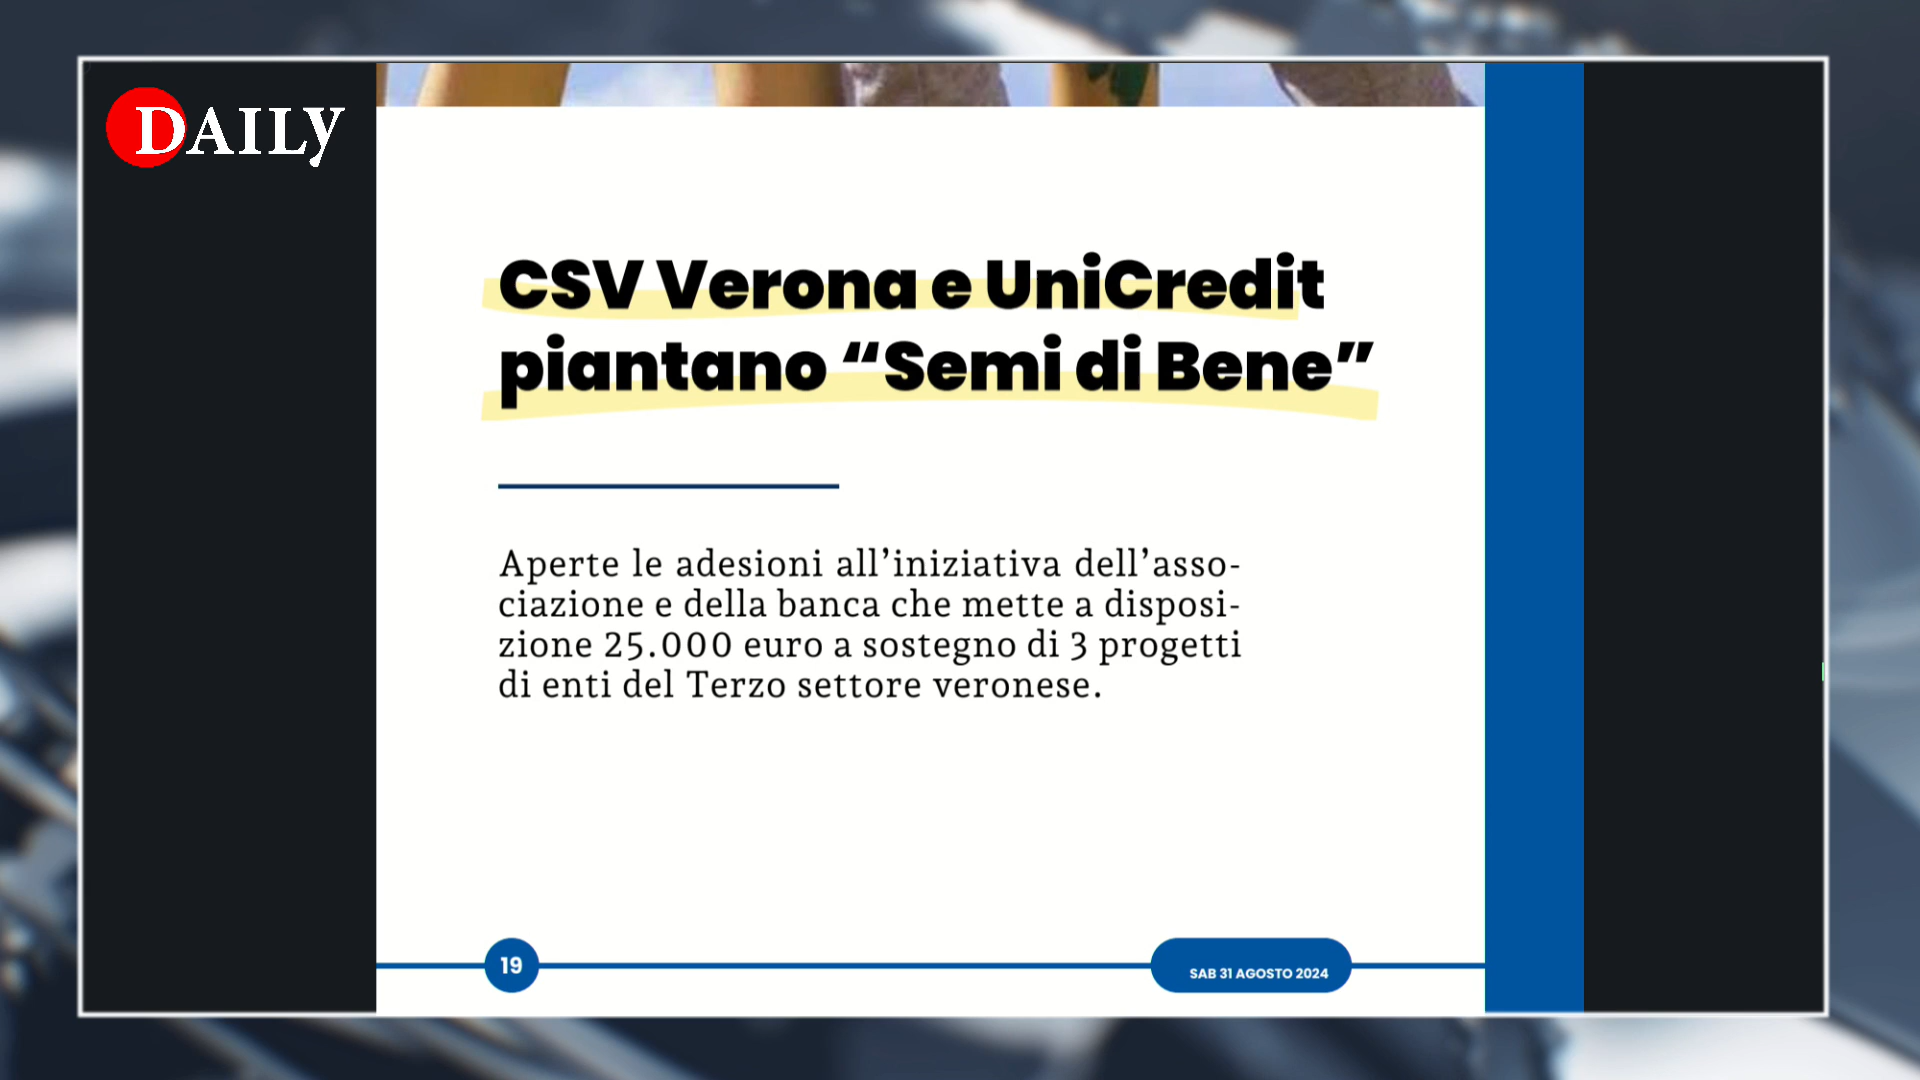 DAILy
CSV Verona e UniCredit
piantano “Semi di Bene”
Aperte le adesioni all’iniziativa dell’asso-
ciazione e della banca che mette a disposi-
zione 25.000 euro a sostegno di 3 progetti
di enti del Terzo settore veronese.
19
SAB 31 AGOSTO 2024